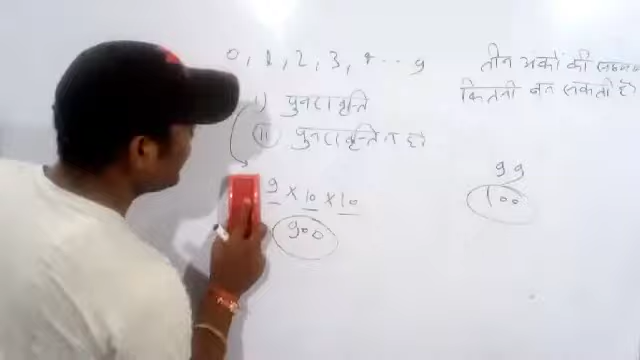 0, 1, 2, 3, 4 ... 9
तीन अंकों की
कितनी बन सकती है
i) पुनरावृत्ति
ii पुनरावृत्ति न हो
9 × 10 × 10
900
99
100